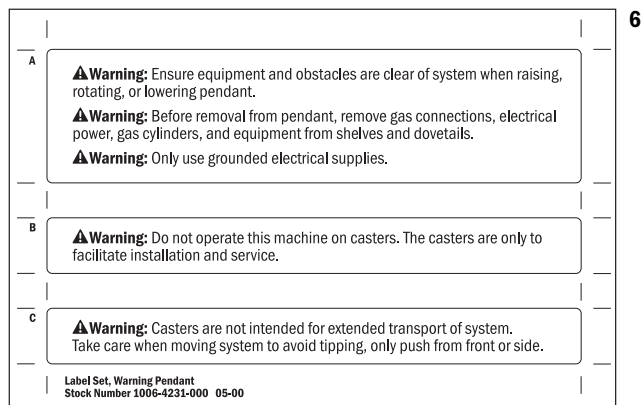 6
A
⚠Warning: Ensure equipment and obstacles are clear of system when raising,
rotating, or lowering pendant.
⚠Warning: Before removal from pendant, remove gas connections, electrical
power, gas cylinders, and equipment from shelves and dovetails.
⚠Warning: Only use grounded electrical supplies.
B
⚠Warning: Do not operate this machine on casters. The casters are only to
facilitate installation and service.
C
⚠Warning: Casters are not intended for extended transport of system.
Take care when moving system to avoid tipping, only push from front or side.
Label Set, Warning Pendant
Stock Number 1006-4231-000 05-00